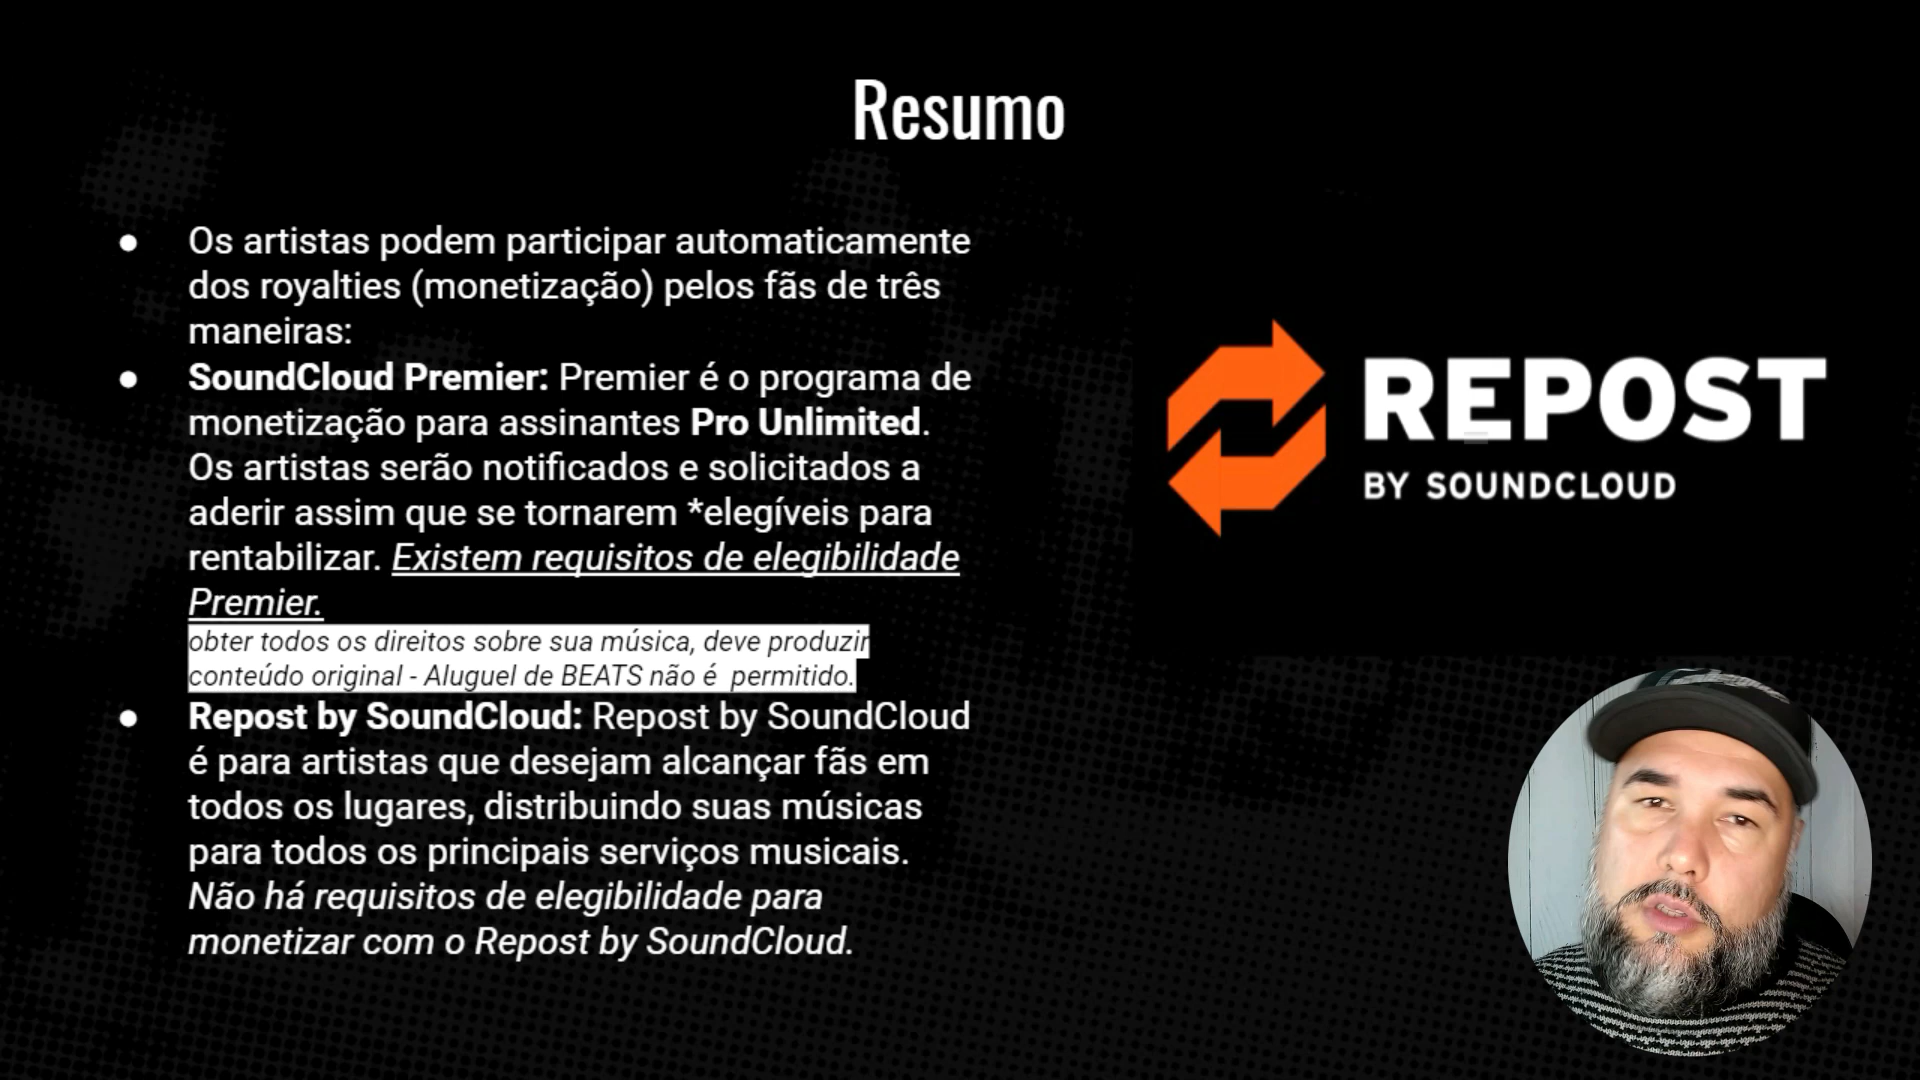 Resumo
● Os artistas podem participar automaticamente
dos royalties (monetização) pelos fãs de três
maneiras:
● SoundCloud Premier: Premier é o programa de
monetização para assinantes Pro Unlimited.
Os artistas serão notificados e solicitados a
aderir assim que se tornarem *elegíveis para
rentabilizar. Existem requisitos de elegibilidade
Premier.
obter todos os direitos sobre sua música, deve produzir
conteúdo original - Aluguel de BEATS não é  permitido.
● Repost by SoundCloud: Repost by SoundCloud
é para artistas que desejam alcançar fãs em
todos os lugares, distribuindo suas músicas
para todos os principais serviços musicais.
Não há requisitos de elegibilidade para
monetizar com o Repost by SoundCloud.
REPOST
BY SOUNDCLOUD